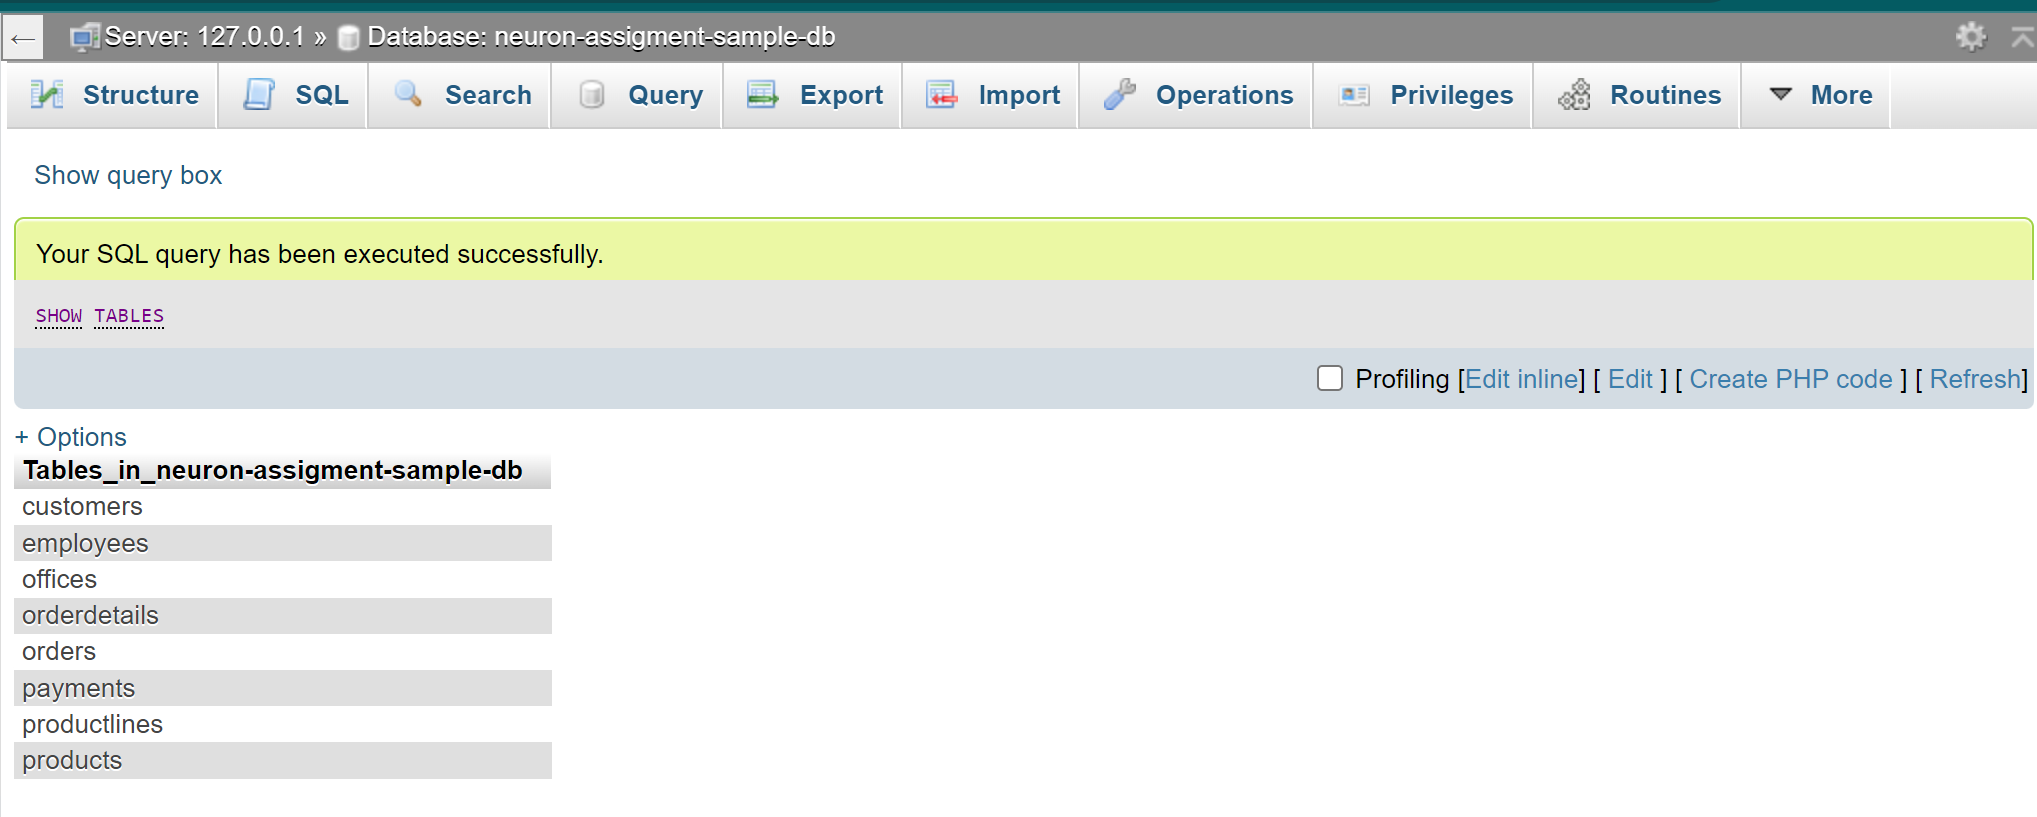 ← Server: 127.0.0.1 » Database: neuron-assigment-sample-db
Structure SQL Search Query Export Import Operations Privileges Routines More
Show query box
Your SQL query has been executed successfully.
SHOW TABLES
Profiling [Edit inline] [ Edit ] [ Create PHP code ] [ Refresh]
+ Options
Tables_in_neuron-assigment-sample-db
customers
employees
offices
orderdetails
orders
payments
productlines
products